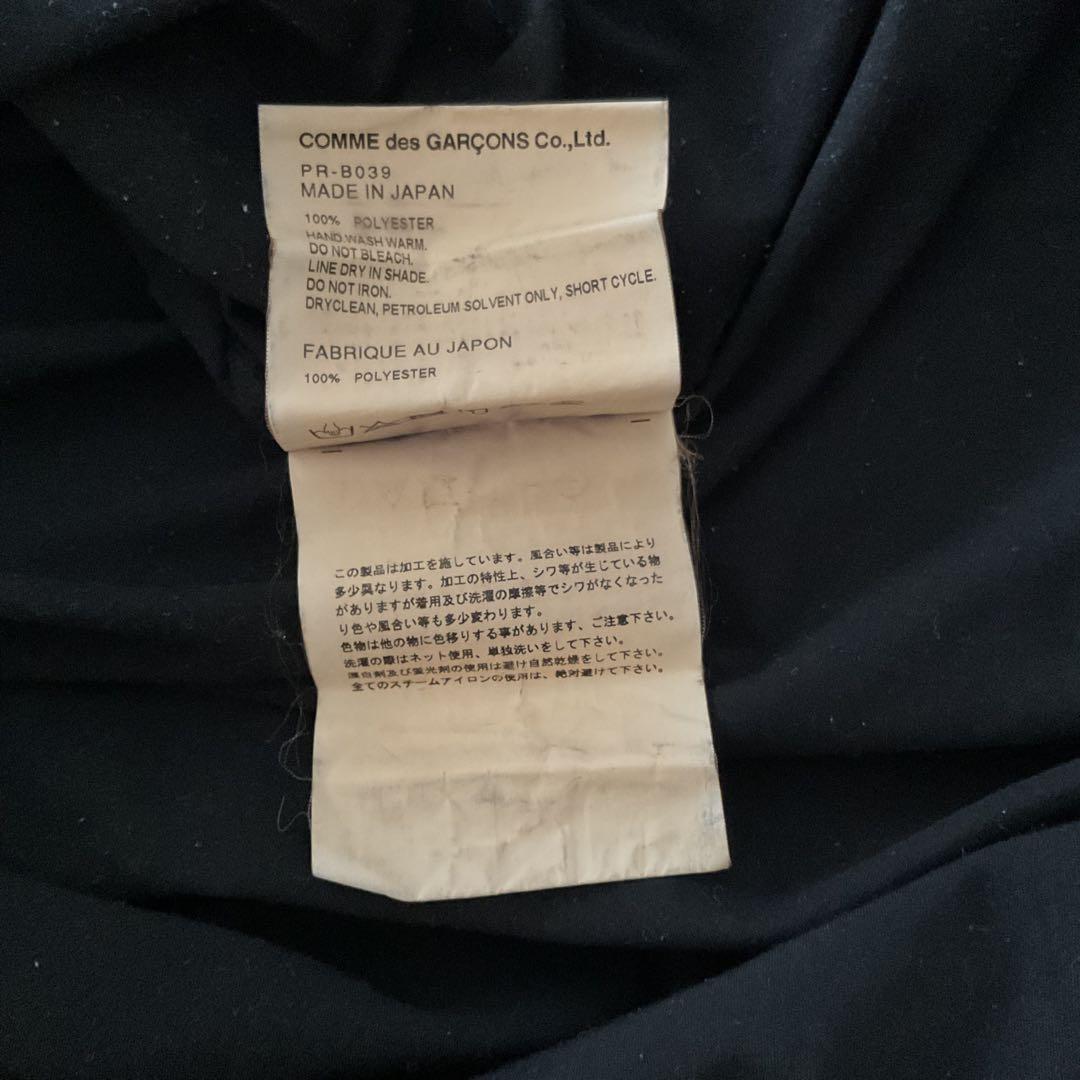 COMME des GARÇONS Co.,Ltd.
PR-B039
MADE IN JAPAN
100% POLYESTER
HAND WASH WARM.
DO NOT BLEACH.
LINE DRY IN SHADE.
DO NOT IRON.
DRYCLEAN, PETROLEUM SOLVENT ONLY, SHORT CYCLE.
FABRIQUE AU JAPON
100% POLYESTER
この製品は加工を施しています。風合い等は製品により
多少異なります。加工の特性上、シワ等が生じている物
がありますが着用及び洗濯の摩擦等でシワがなくなった
り色や風合い等も多少変わります。
色物は他の物に色移りする事があります、ご注意下さい。
洗濯の際はネット使用、単独洗いをして下さい。
漂白剤及び蛍光剤の使用は避け自然乾燥をして下さい。
全てのスチームアイロンの使用は、絶対避けて下さい。